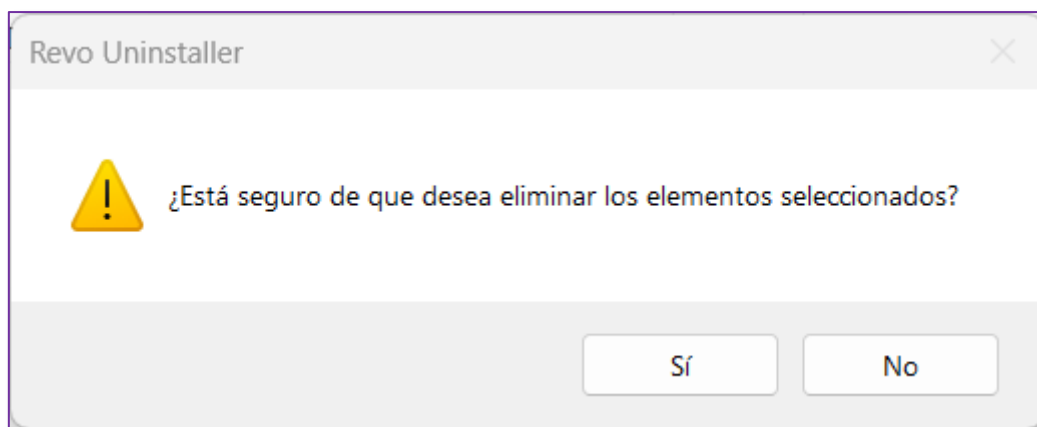 Revo Uninstaller
¿Está seguro de que desea eliminar los elementos seleccionados?
Sí
No